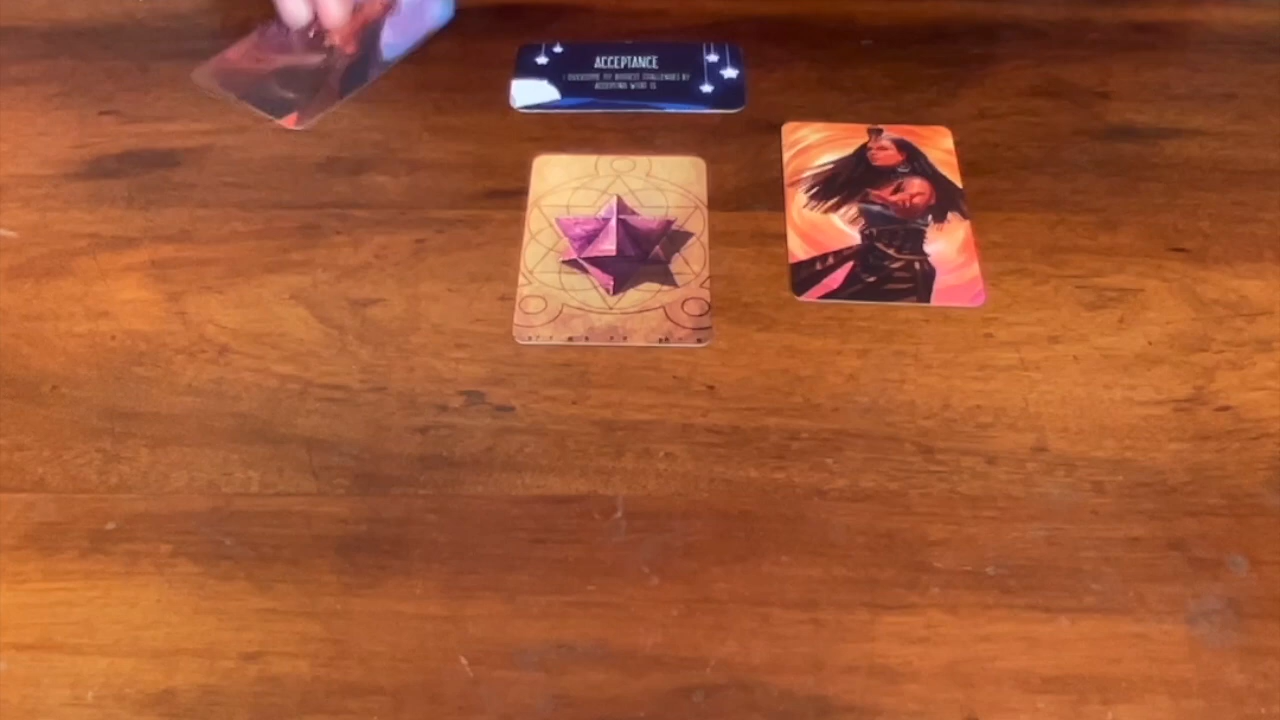 ACCEPTANCE
I OVERCOME MY BIGGEST CHALLENGES BY
ACCEPTING WHAT IS